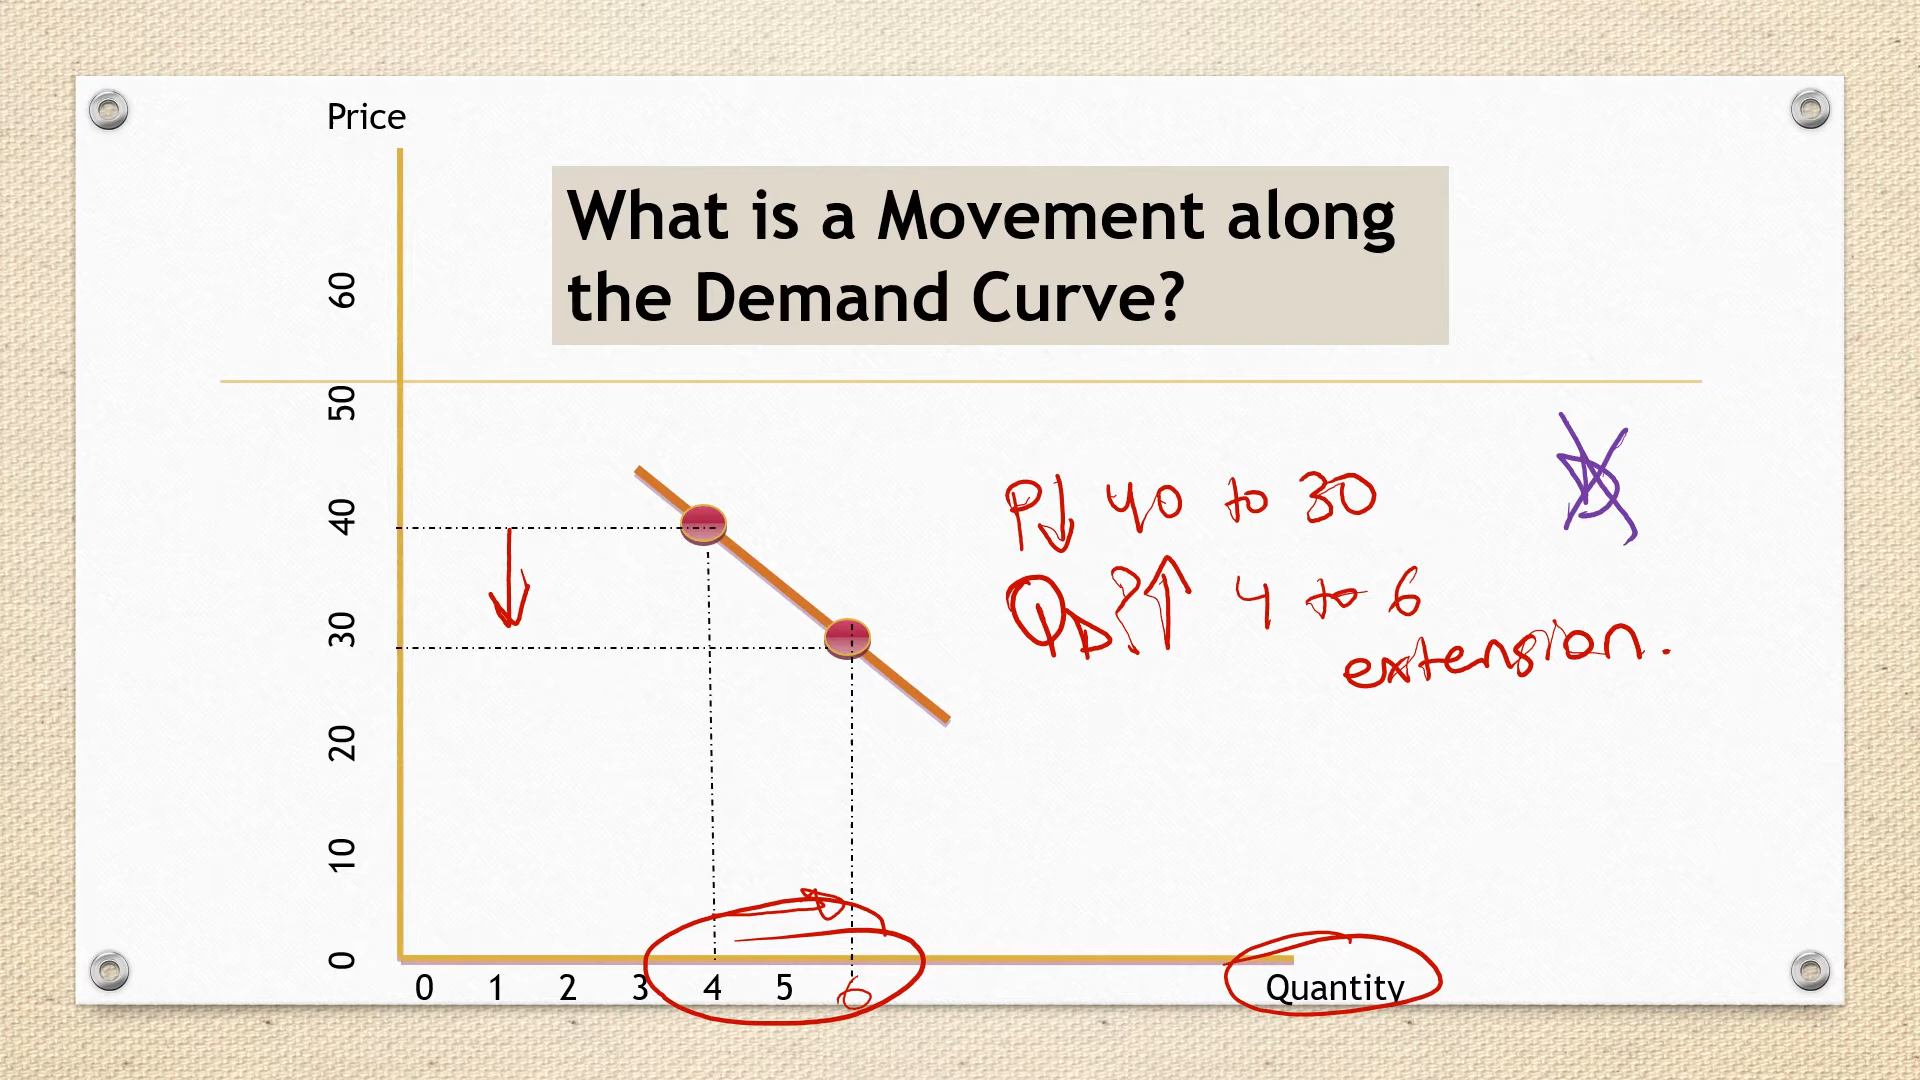 Price
What is a Movement along
the Demand Curve?
60
50
40
30
20
10
0
P↓ 40 to 30
QD ↑ 4 to 6
extension.
D
0 1 2 3 4 5 6
Quantity